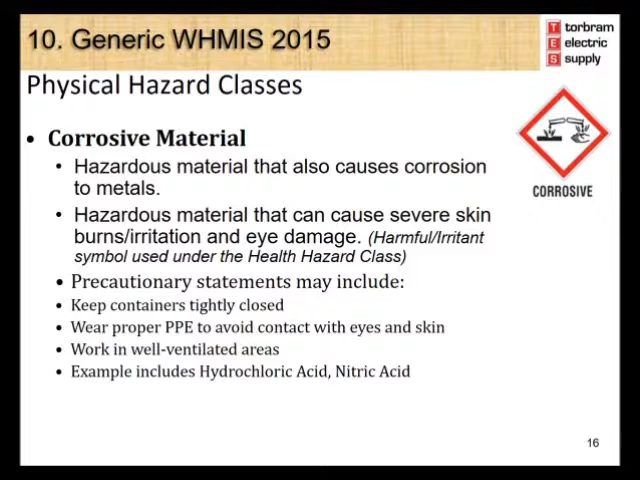 10. Generic WHMIS 2015
T torbram
E electric
S supply
Physical Hazard Classes
• Corrosive Material
• Hazardous material that also causes corrosion
to metals.
• Hazardous material that can cause severe skin
burns/irritation and eye damage. (Harmful/Irritant
symbol used under the Health Hazard Class)
• Precautionary statements may include:
• Keep containers tightly closed
• Wear proper PPE to avoid contact with eyes and skin
• Work in well-ventilated areas
• Example includes Hydrochloric Acid, Nitric Acid
CORROSIVE
16